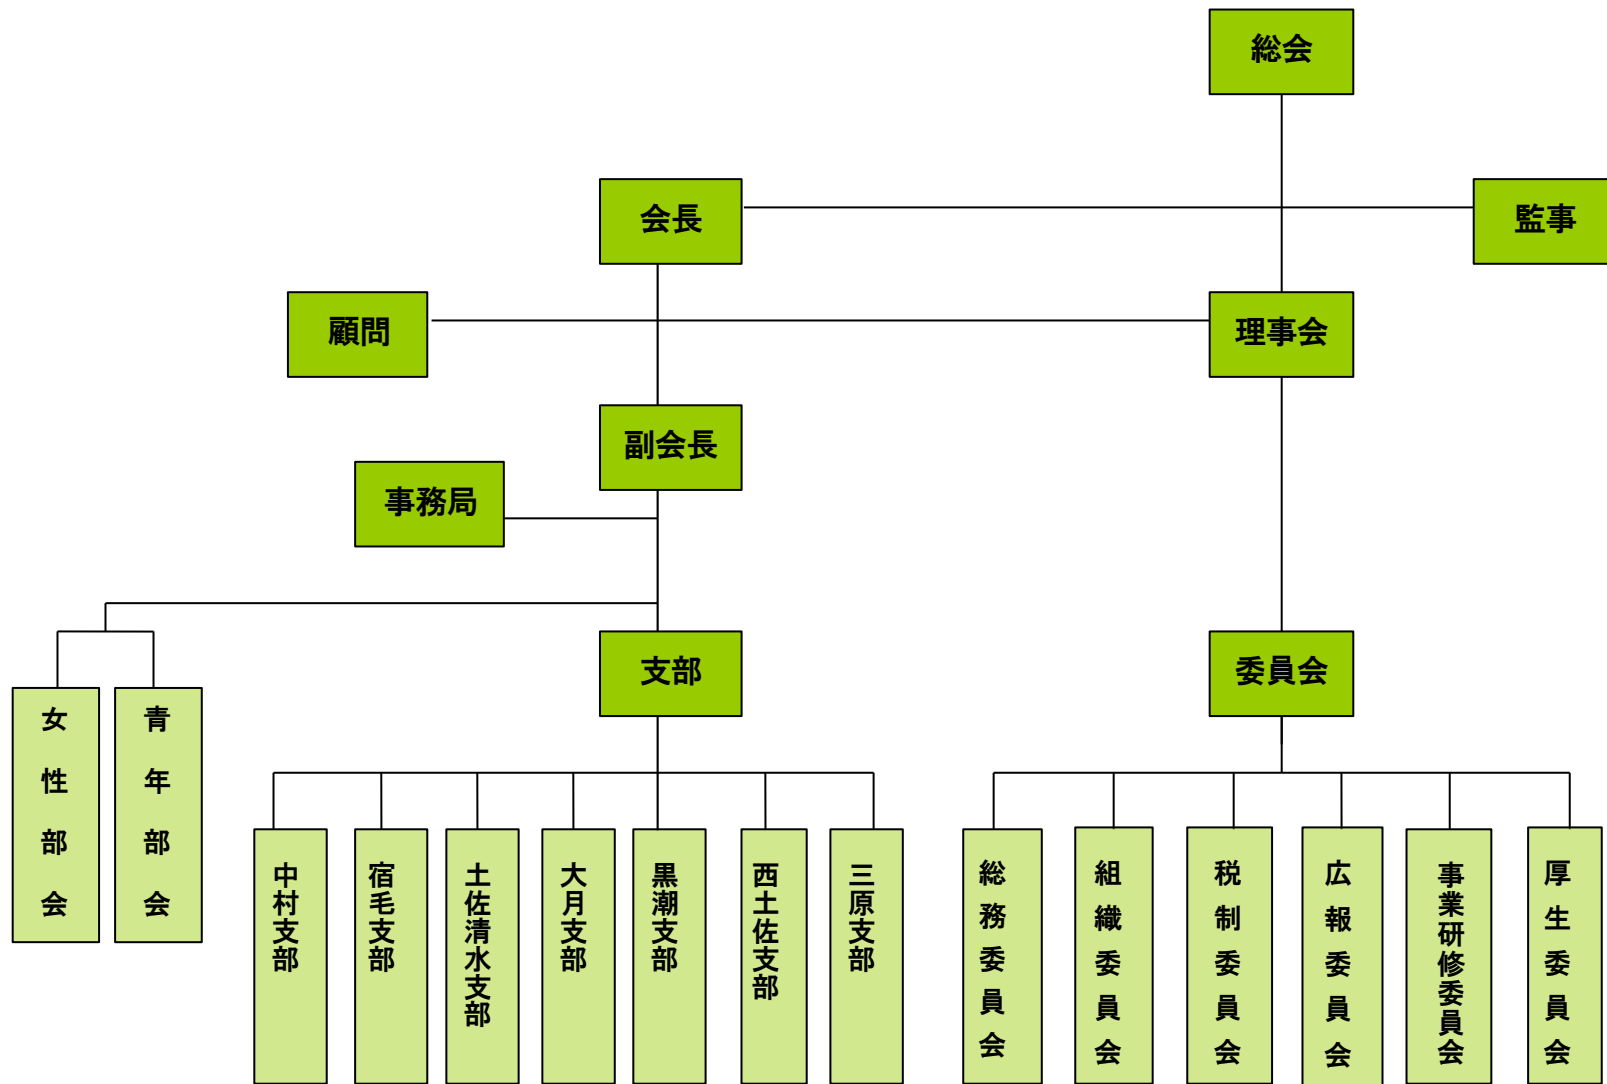 総会
会長
監事
顧問
理事会
副会長
事務局
支部
委員会
女性部会
青年部会
中村支部
宿毛支部
土佐清水支部
大月支部
黒潮支部
西土佐支部
三原支部
総務委員会
組織委員会
税制委員会
広報委員会
事業研修委員会
厚生委員会